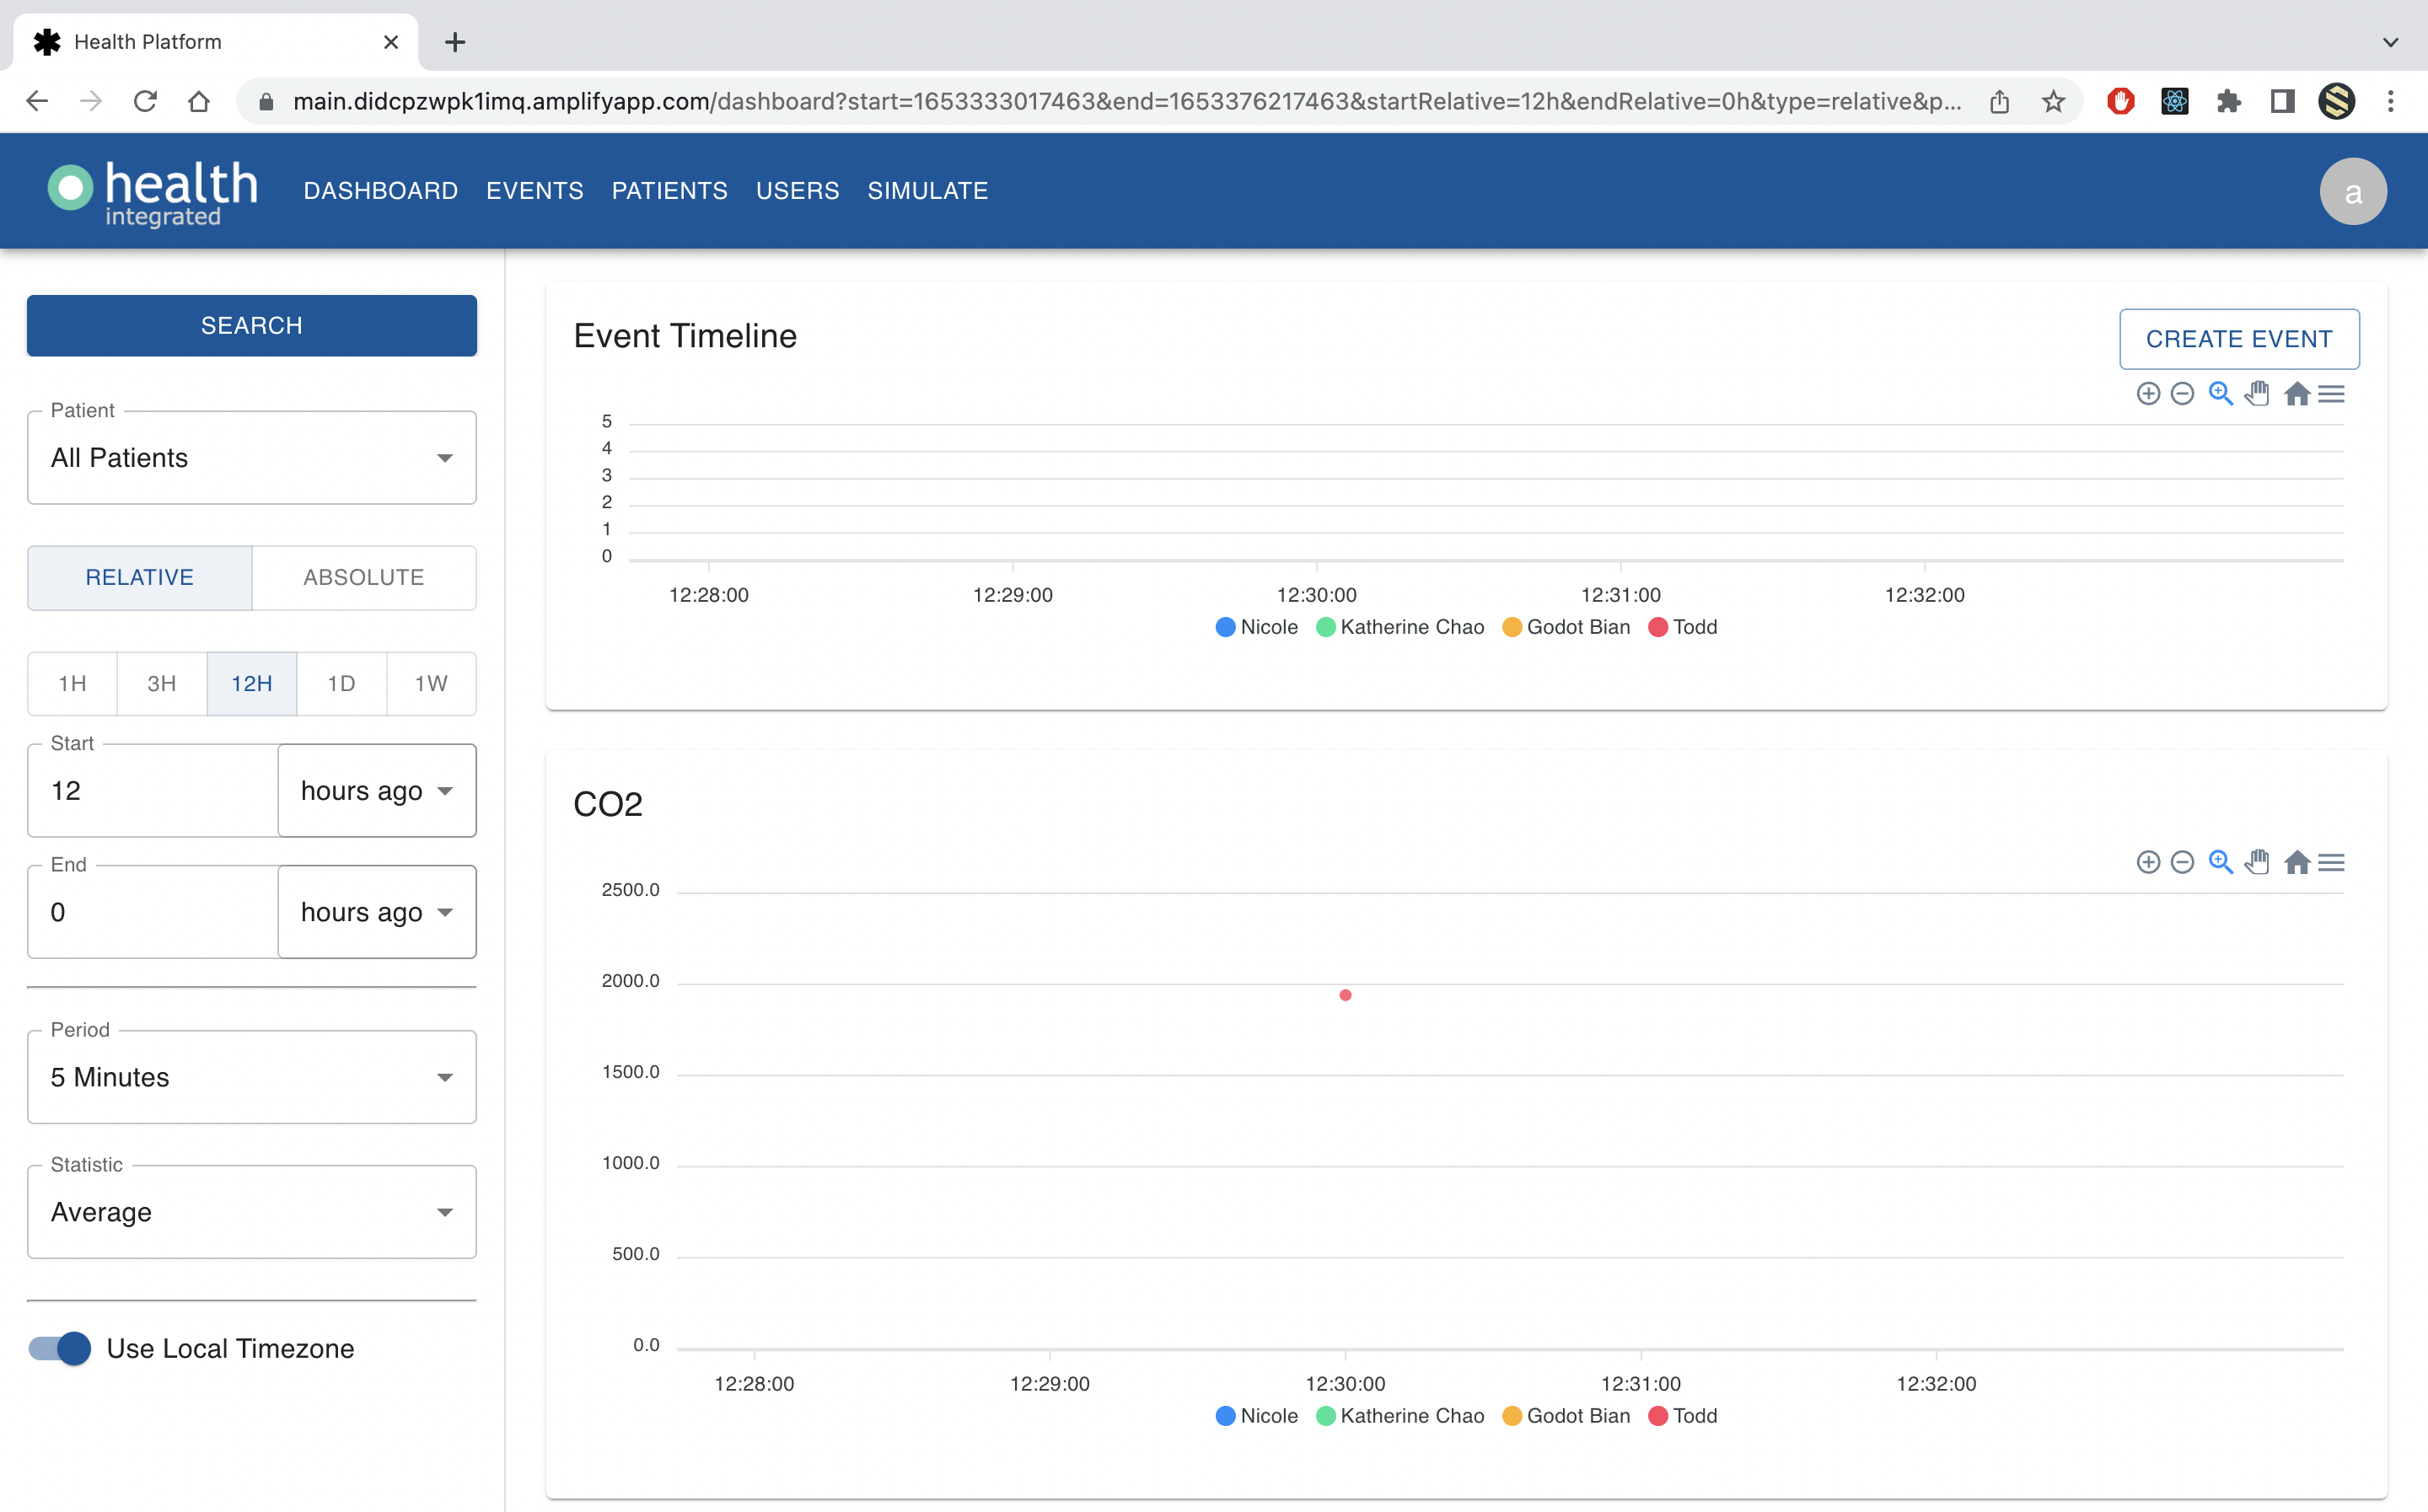 Health Platform
main.didcpzwpk1imq.amplifyapp.com/dashboard?start=1653333017463&end=1653376217463&startRelative=12h&endRelative=0h&type=relative&p...
health
integrated
DASHBOARD EVENTS PATIENTS USERS SIMULATE
a
SEARCH
Patient
All Patients
RELATIVE ABSOLUTE
1H 3H 12H 1D 1W
Start
12 hours ago
End
0 hours ago
Period
5 Minutes
Statistic
Average
Use Local Timezone
Event Timeline
CREATE EVENT
5
4
3
2
1
0
12:28:00 12:29:00 12:30:00 12:31:00 12:32:00
Nicole Katherine Chao Godot Bian Todd
CO2
2500.0
2000.0
1500.0
1000.0
500.0
0.0
12:28:00 12:29:00 12:30:00 12:31:00 12:32:00
Nicole Katherine Chao Godot Bian Todd